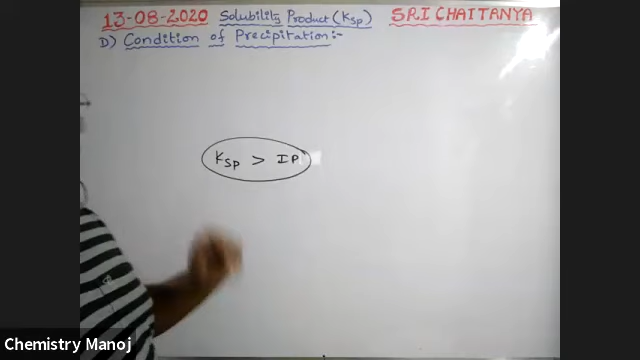 13-08-2020 Solubility Product (Ksp) SRI CHAITANYA
D) Condition of Precipitation:-
Ksp > IP
Chemistry Manoj